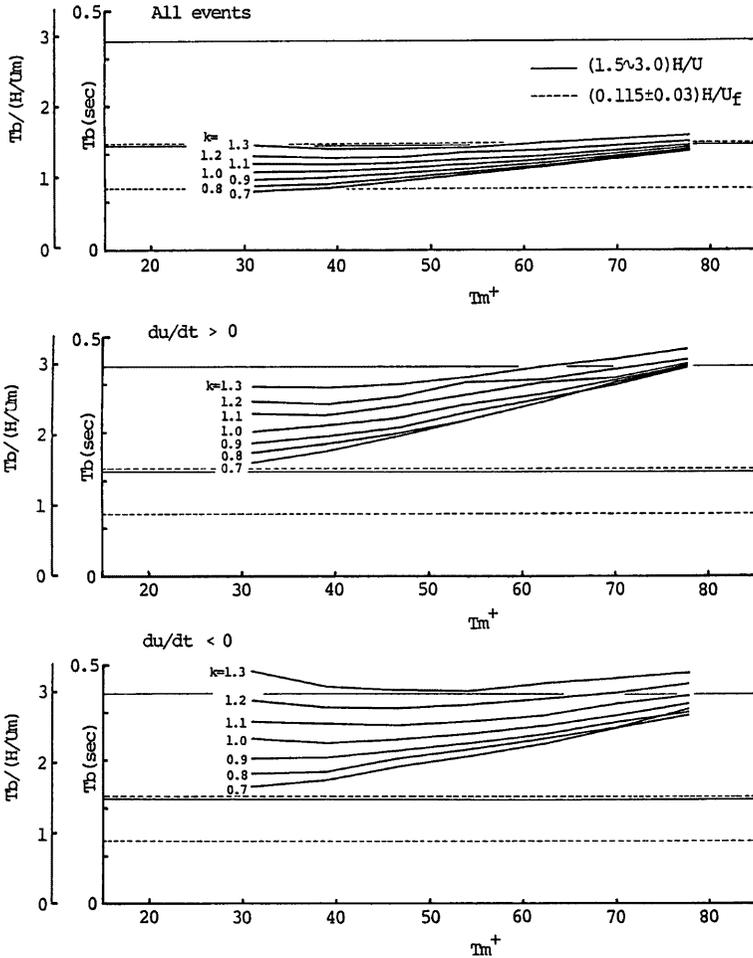 All events
0.5
3
2
1
0
Tb/(H/Um)
Tb(sec)
0
(1.5~3.0)H/U
(0.115±0.03)H/Uf
k=
1.3
1.2
1.1
1.0
0.9
0.8
0.7
20 30 40 50 60 70 80
Tm+
du/dt > 0
0.5
3
2
1
0
Tb/(H/Um)
Tb(sec)
0
k=1.3
1.2
1.1
1.0
0.9
0.8
0.7
20 30 40 50 60 70 80
Tm+
du/dt < 0
0.5
3
2
1
0
Tb/(H/Um)
Tb(sec)
0
k=1.3
1.2
1.1
1.0
0.9
0.8
0.7
20 30 40 50 60 70 80
Tm+